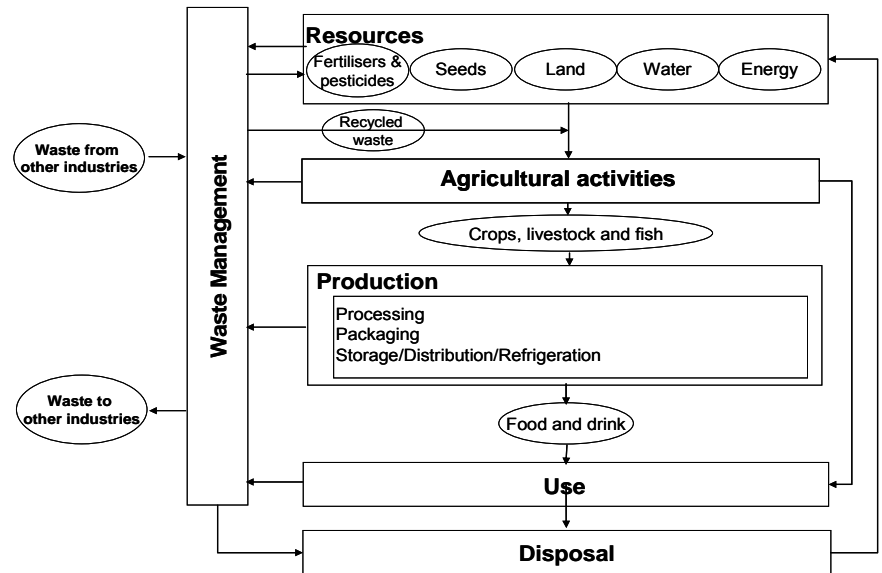 Resources
Fertilisers &
pesticides
Seeds
Land
Water
Energy
Recycled
waste
Waste from
other industries
Agricultural activities
Crops, livestock and fish
Waste Management
Production
Processing
Packaging
Storage/Distribution/Refrigeration
Waste to
other industries
Food and drink
Use
Disposal